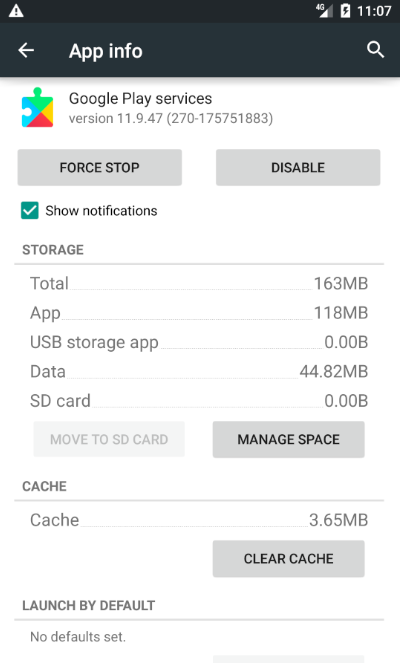 4G 11:07
App info
Google Play services
version 11.9.47 (270-175751883)
FORCE STOP DISABLE
Show notifications
STORAGE
Total 163MB
App 118MB
USB storage app 0.00B
Data 44.82MB
SD card 0.00B
MOVE TO SD CARD MANAGE SPACE
CACHE
Cache 3.65MB
CLEAR CACHE
LAUNCH BY DEFAULT
No defaults set.